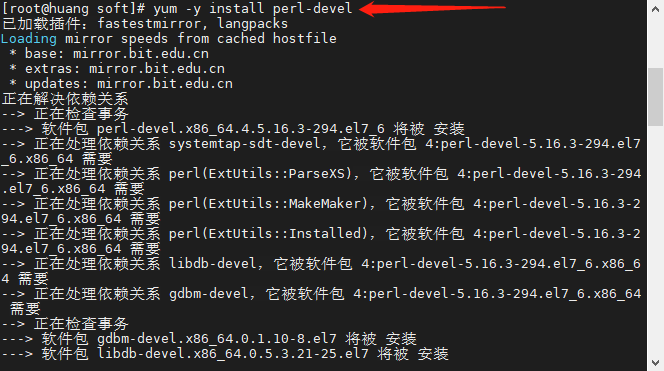 [root@huang soft]# yum -y install perl-devel
已加载插件：fastestmirror, langpacks
Loading mirror speeds from cached hostfile
 * base: mirror.bit.edu.cn
 * extras: mirror.bit.edu.cn
 * updates: mirror.bit.edu.cn
正在解决依赖关系
--> 正在检查事务
---> 软件包 perl-devel.x86_64.4.5.16.3-294.el7_6 将被 安装
--> 正在处理依赖关系 systemtap-sdt-devel，它被软件包 4:perl-devel-5.16.3-294.el7
_6.x86_64 需要
--> 正在处理依赖关系 perl(ExtUtils::ParseXS)，它被软件包 4:perl-devel-5.16.3-294
.el7_6.x86_64 需要
--> 正在处理依赖关系 perl(ExtUtils::MakeMaker)，它被软件包 4:perl-devel-5.16.3-2
94.el7_6.x86_64 需要
--> 正在处理依赖关系 perl(ExtUtils::Installed)，它被软件包 4:perl-devel-5.16.3-2
94.el7_6.x86_64 需要
--> 正在处理依赖关系 libdb-devel，它被软件包 4:perl-devel-5.16.3-294.el7_6.x86_6
4 需要
--> 正在处理依赖关系 gdbm-devel，它被软件包 4:perl-devel-5.16.3-294.el7_6.x86_64
 需要
--> 正在检查事务
---> 软件包 gdbm-devel.x86_64.0.1.10-8.el7 将被 安装
---> 软件包 libdb-devel.x86_64.0.5.3.21-25.el7 将被 安装